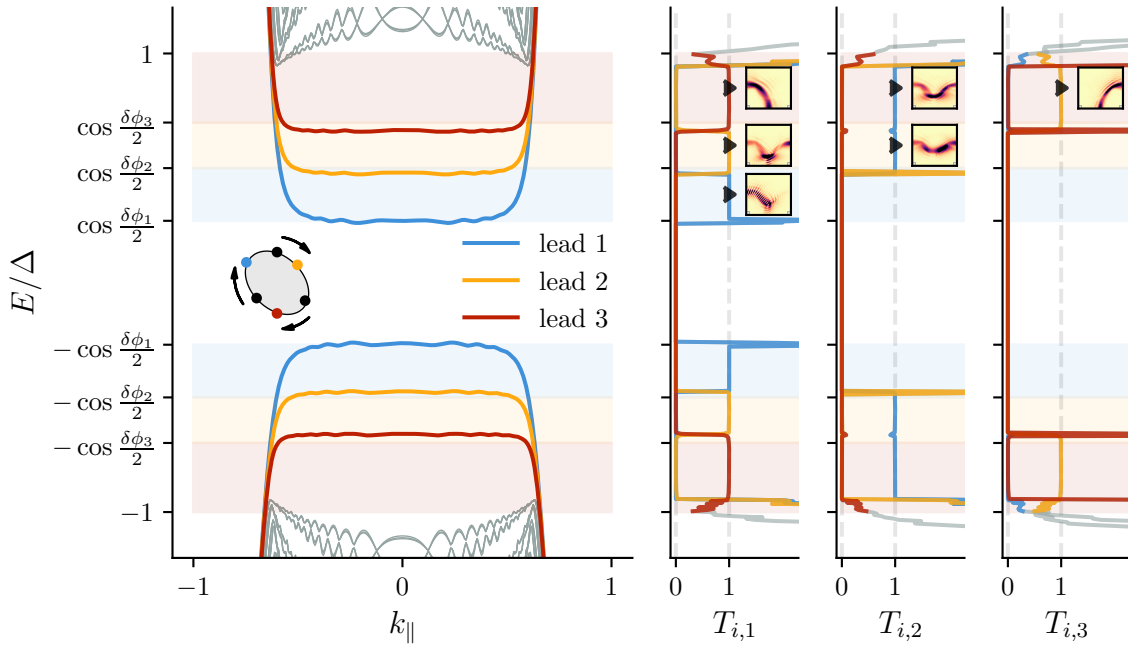 E/Δ
1
cos δφ₃/2
cos δφ₂/2
cos δφ₁/2
− cos δφ₁/2
− cos δφ₂/2
− cos δφ₃/2
−1
lead 1
lead 2
lead 3
−1 0 1
k∥
0 1
T_{i,1}
0 1
T_{i,2}
0 1
T_{i,3}